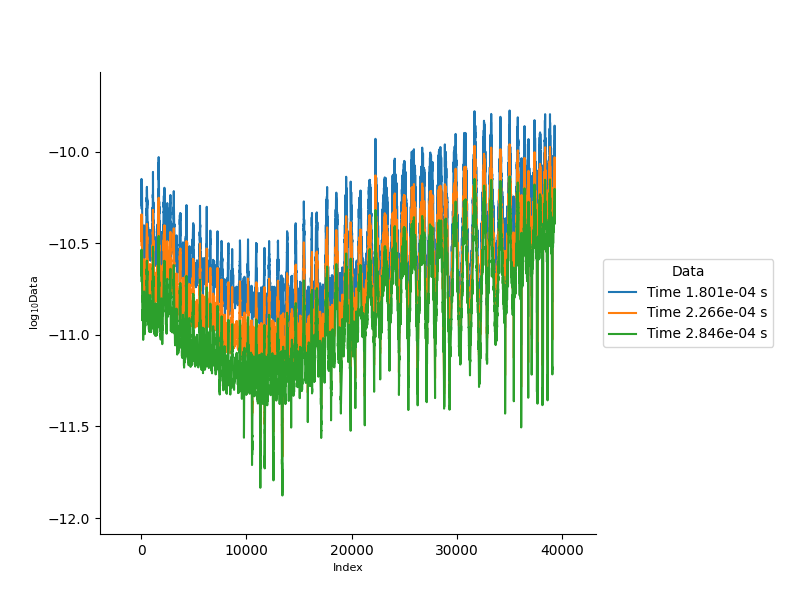 −10.0
−10.5
−11.0
−11.5
−12.0
log₁₀Data
0 10000 20000 30000 40000
Index
Data
Time 1.801e-04 s
Time 2.266e-04 s
Time 2.846e-04 s